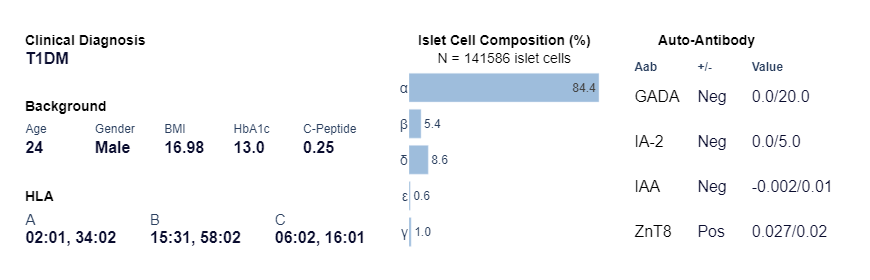 Clinical Diagnosis
T1DM
Background
Age Gender BMI HbA1c C-Peptide
24 Male 16.98 13.0 0.25
HLA
A B C
02:01, 34:02 15:31, 58:02 06:02, 16:01
Islet Cell Composition (%)
N = 141586 islet cells
α 84.4
β 5.4
δ 8.6
ε 0.6
γ 1.0
Auto-Antibody
Aab +/- Value
GADA Neg 0.0/20.0
IA-2 Neg 0.0/5.0
IAA Neg -0.002/0.01
ZnT8 Pos 0.027/0.02